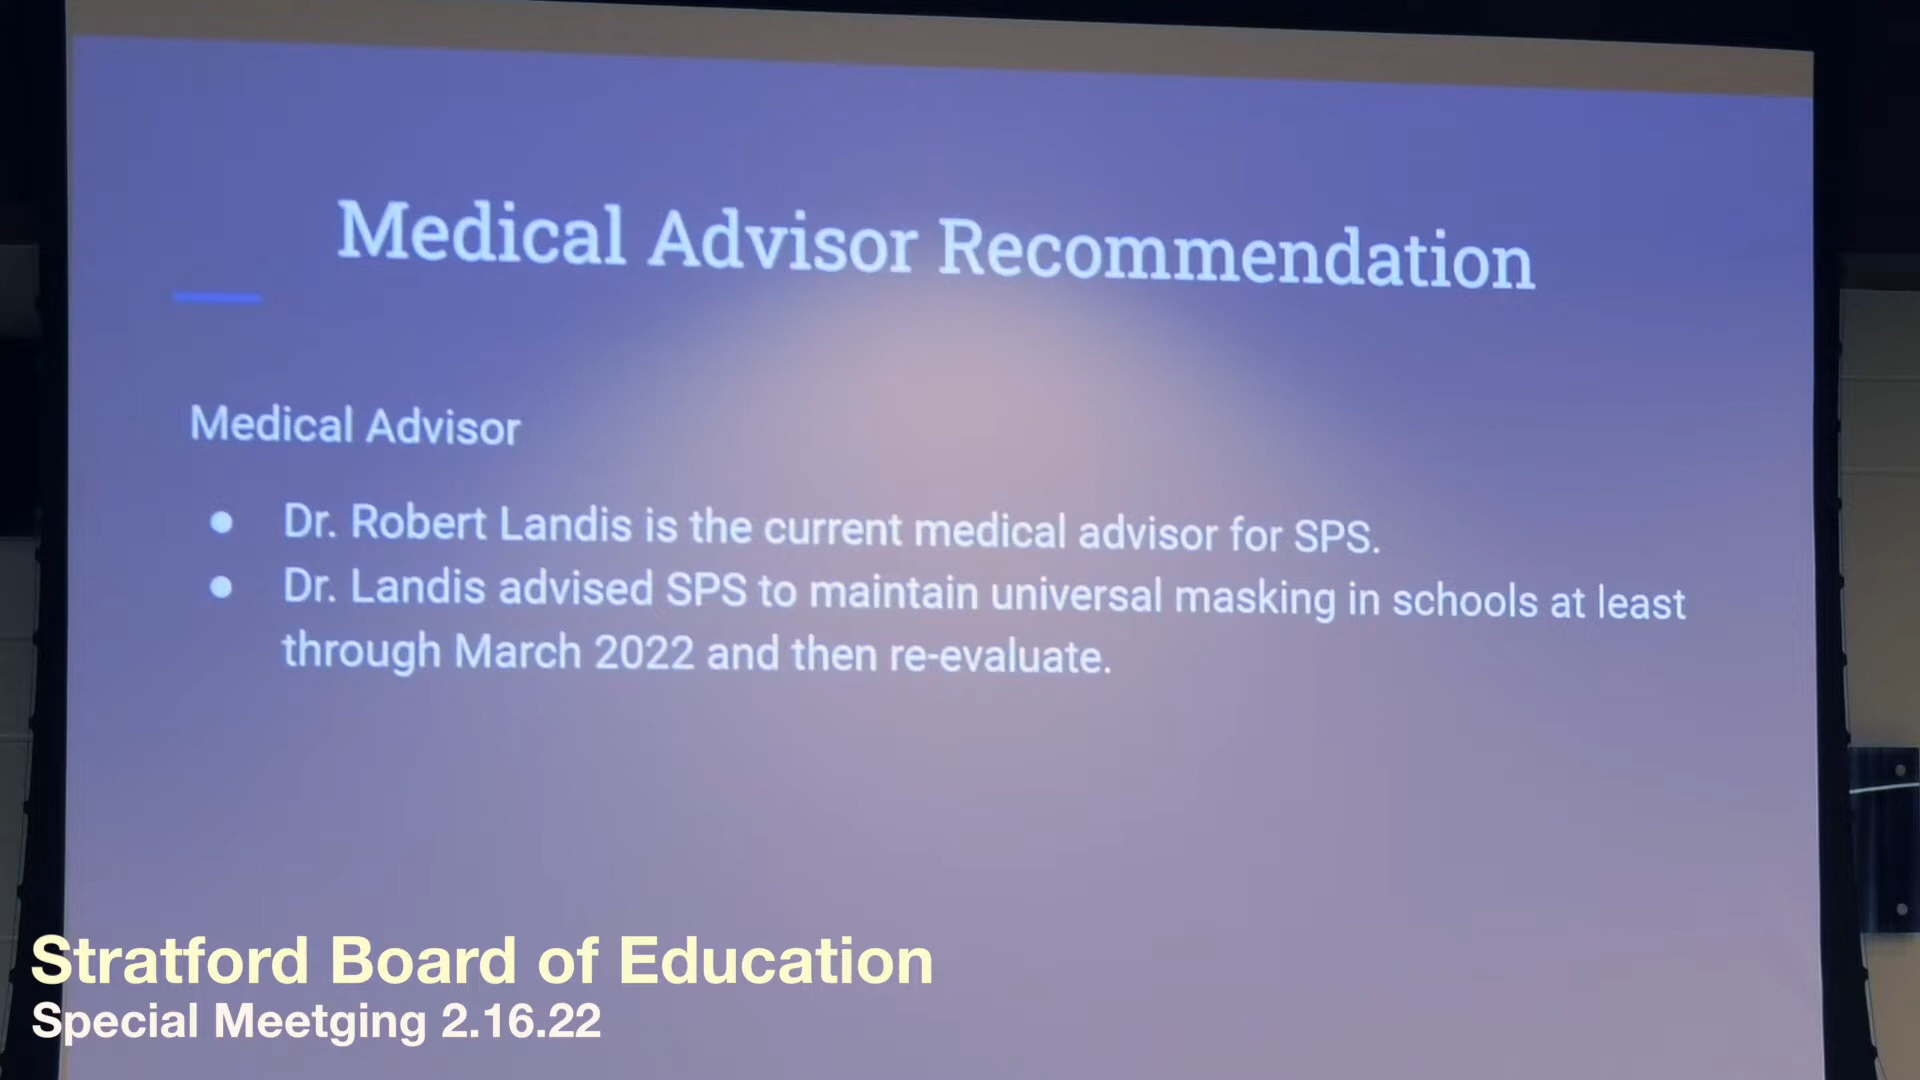 Medical Advisor Recommendation
Medical Advisor
● Dr. Robert Landis is the current medical advisor for SPS.
● Dr. Landis advised SPS to maintain universal masking in schools at least
through March 2022 and then re-evaluate.
Stratford Board of Education
Special Meetging 2.16.22